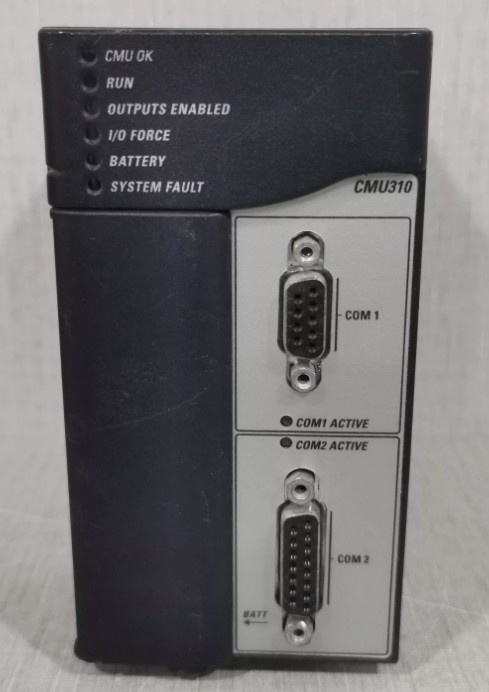 CMU OK
RUN
OUTPUTS ENABLED
I/O FORCE
BATTERY
SYSTEM FAULT
CMU310
COM 1
COM1 ACTIVE
COM2 ACTIVE
COM 2
BATT